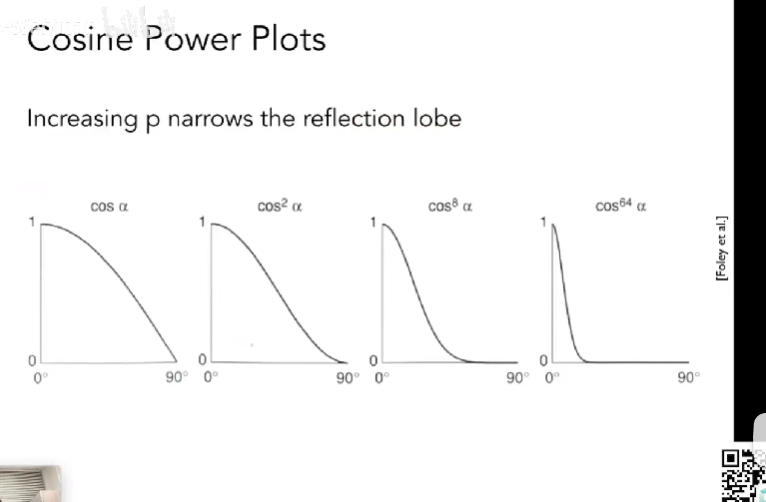 Cosine Power Plots
Increasing p narrows the reflection lobe
cos α
cos² α
cos⁸ α
cos⁶⁴ α
1
1
1
1
0
0
0
0
0° 90° 0° 90° 0° 90° 0° 90°
[Foley et al.]